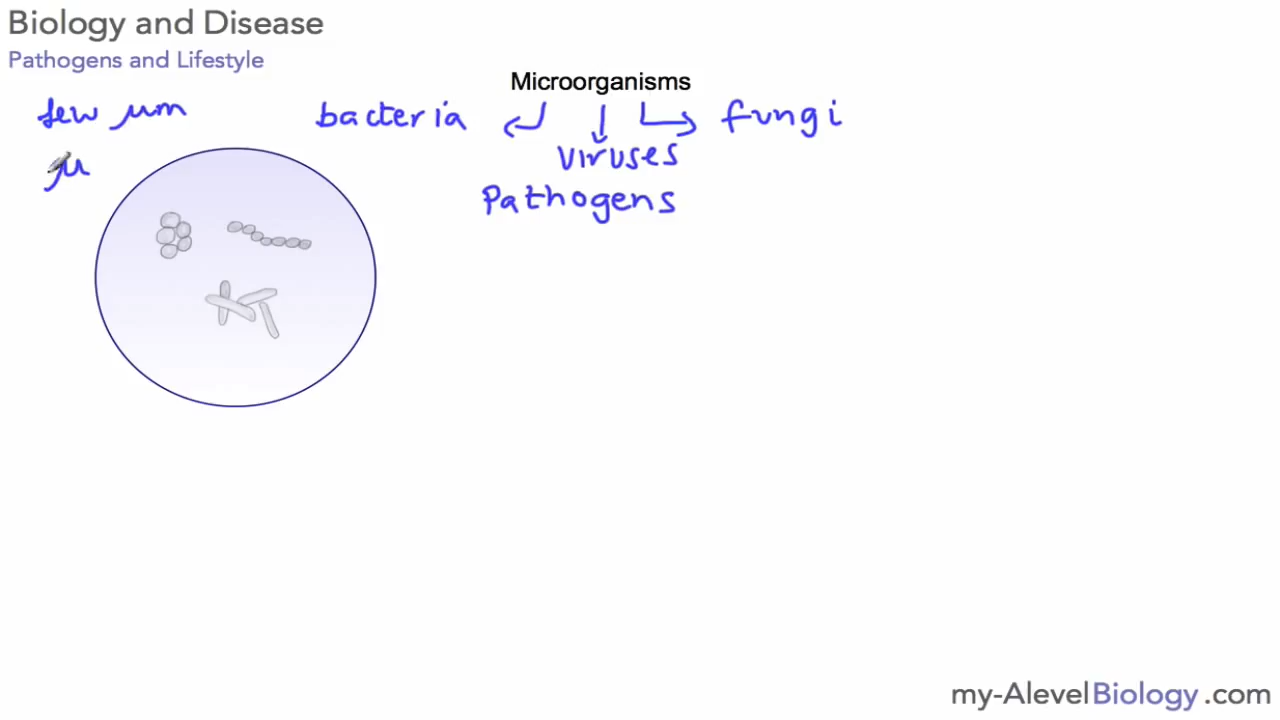 Biology and Disease
Pathogens and Lifestyle
Microorganisms
few μm
bacteria
fungi
viruses
μ
Pathogens
my-AlevelBiology.com